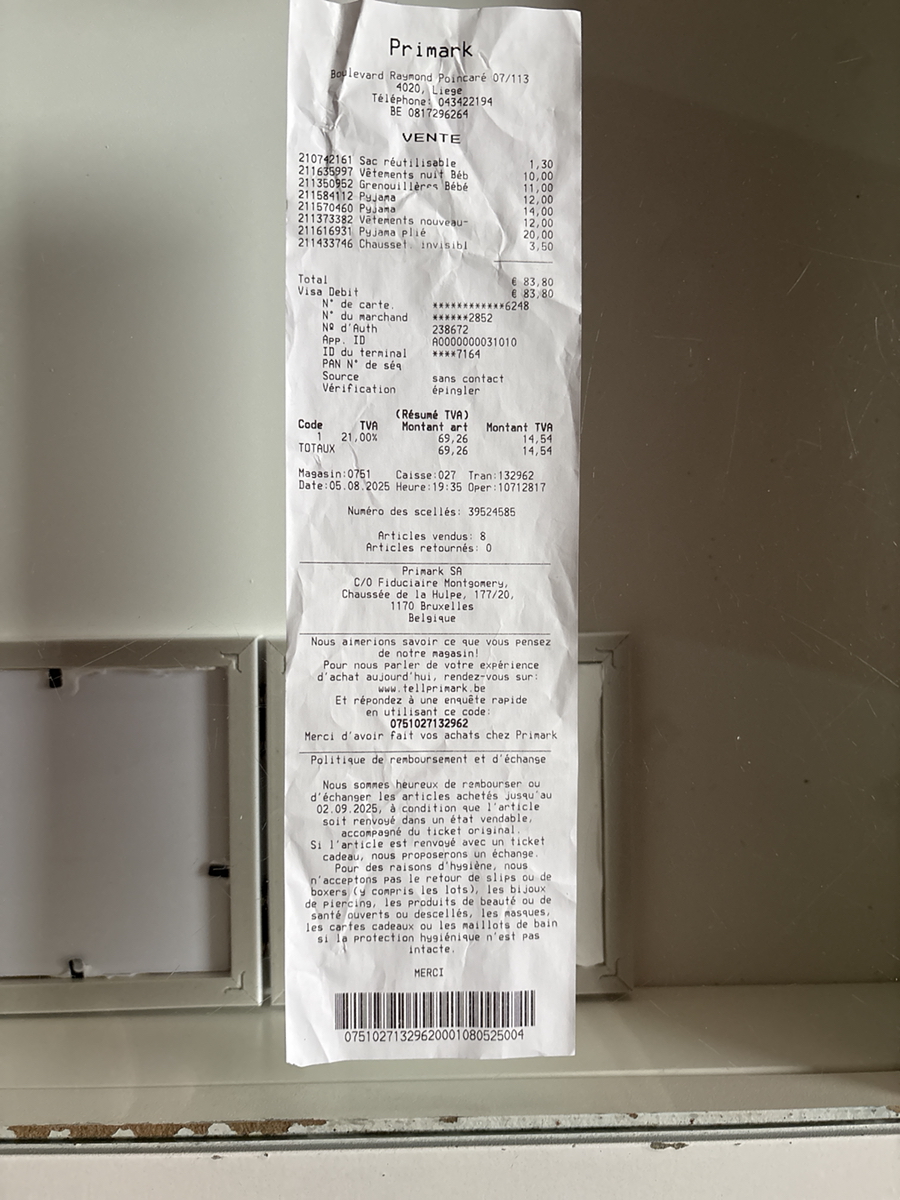 Primark
Boulevard Raymond Poincaré 07/113
4020, Liege
Téléphone: 043422194
BE 0817296264
VENTE
210742161 Sac réutilisable 1,30
211635997 Vêtements nuit Béb 10,00
211350952 Grenouillères Bébé 11,00
211584112 Pyjama 12,00
211570460 Pyjama 14,00
211373382 Vêtements nouveau- 12,00
211616931 Pyjama plié 20,00
211433746 Chausset. invisibl 3,50
Total € 83,80
Visa Debit € 83,80
N° de carte. ************6248
N° du marchand ******2852
Nº d'Auth 238672
App. ID A0000000031010
ID du terminal ****7164
PAN N° de séq
Source sans contact
Vérification épingler
(Résumé TVA)
Code TVA Montant art Montant TVA
1 21,00% 69,26 14,54
TOTAUX 69,26 14,54
Magasin:0751 Caisse:027 Tran:132962
Date:05.08.2025 Heure:19:35 Oper:10712817
Numéro des scellés: 39524585
Articles vendus: 8
Articles retournés: 0
Primark SA
C/O Fiduciaire Montgomery,
Chaussée de la Hulpe, 177/20,
1170 Bruxelles
Belgique
Nous aimerions savoir ce que vous pensez
de notre magasin!
Pour nous parler de votre expérience
d'achat aujourd'hui, rendez-vous sur:
www.tellprimark.be
Et répondez à une enquête rapide
en utilisant ce code:
0751027132962
Merci d'avoir fait vos achats chez Primark
Politique de remboursement et d'échange
Nous sommes heureux de rembourser ou
d'échanger les articles achetés jusqu'au
02.09.2025, à condition que l'article
soit renvoyé dans un état vendable,
accompagné du ticket original.
Si l'article est renvoyé avec un ticket
cadeau, nous proposerons un échange.
Pour des raisons d'hygiène, nous
n'acceptons pas le retour de slips ou de
boxers (y compris les lots), les bijoux
de piercing, les produits de beauté ou de
santé ouverts ou descellés, les masques,
les cartes cadeaux ou les maillots de bain
si la protection hygiénique n'est pas
intacte.
MERCI
07510271329620001080525004